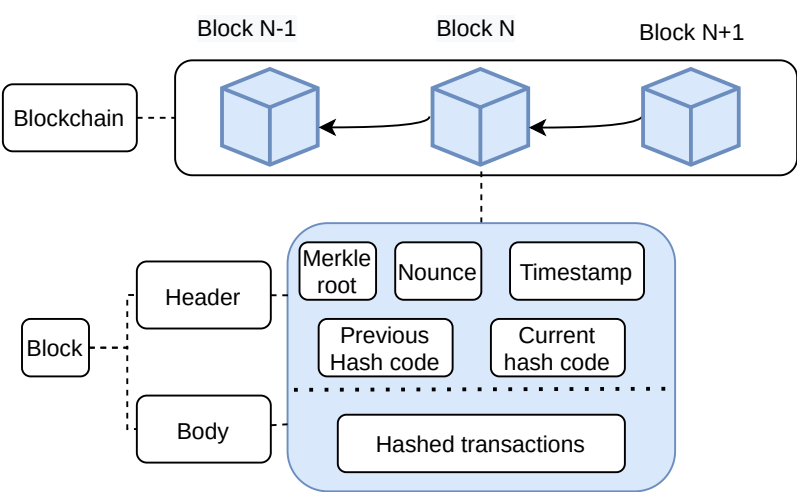 Block N-1
Block N
Block N+1
Blockchain
Merkle
root
Nounce
Timestamp
Header
Previous
Hash code
Current
hash code
Block
Body
Hashed transactions